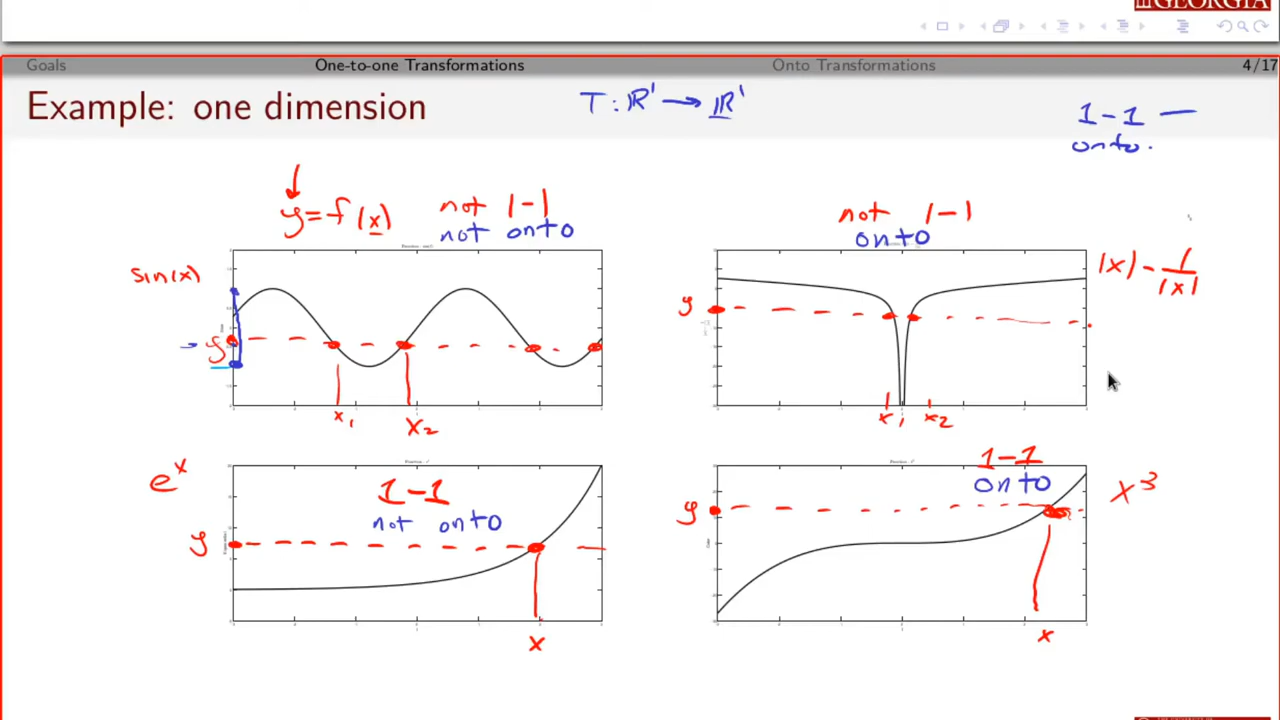 GEORGIA
Goals One-to-one Transformations Onto Transformations 4/17
Example: one dimension
T: ℝ¹ → ℝ¹
1-1 —
onto.
y = f(x)
not 1-1
not onto
not 1-1
onto
sin(x)
y
x₁
x₂
|x| - 1/|x|
y
x₁ x₂
eˣ
1-1
not onto
y
x
1-1
onto
x³
y
x